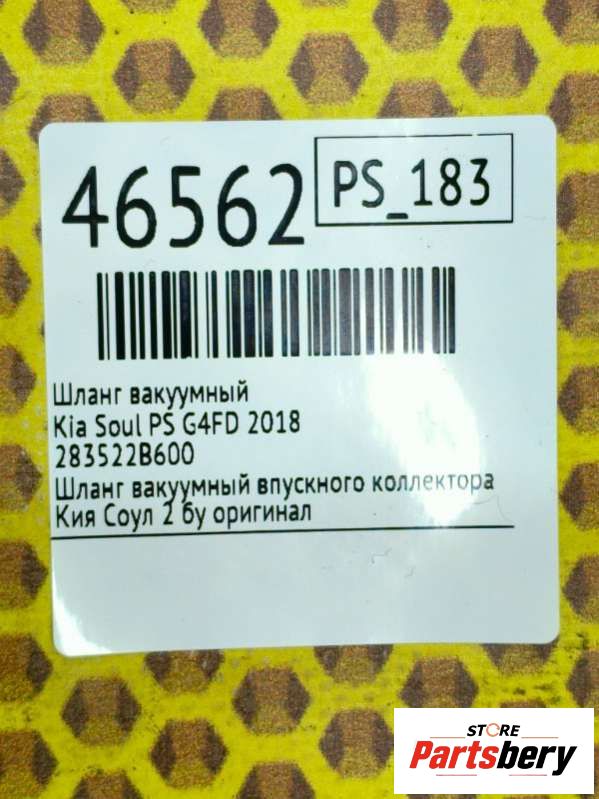 46562
PS_183
Шланг вакуумный
Kia Soul PS G4FD 2018
283522B600
Шланг вакуумный впускного коллектора
Кия Соул 2 бу оригинал
STORE
Partsbery